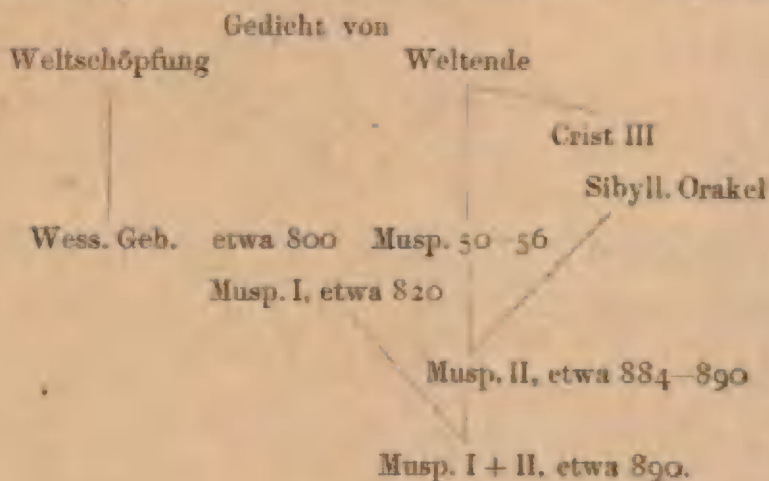 Gedicht von
Weltschöpfung Weltende
Crist III
Sibyll. Orakel
Wess. Geb. etwa 800 Musp. 50–56
Musp. I, etwa 820
Musp. II, etwa 884–890
Musp. I + II, etwa 890.